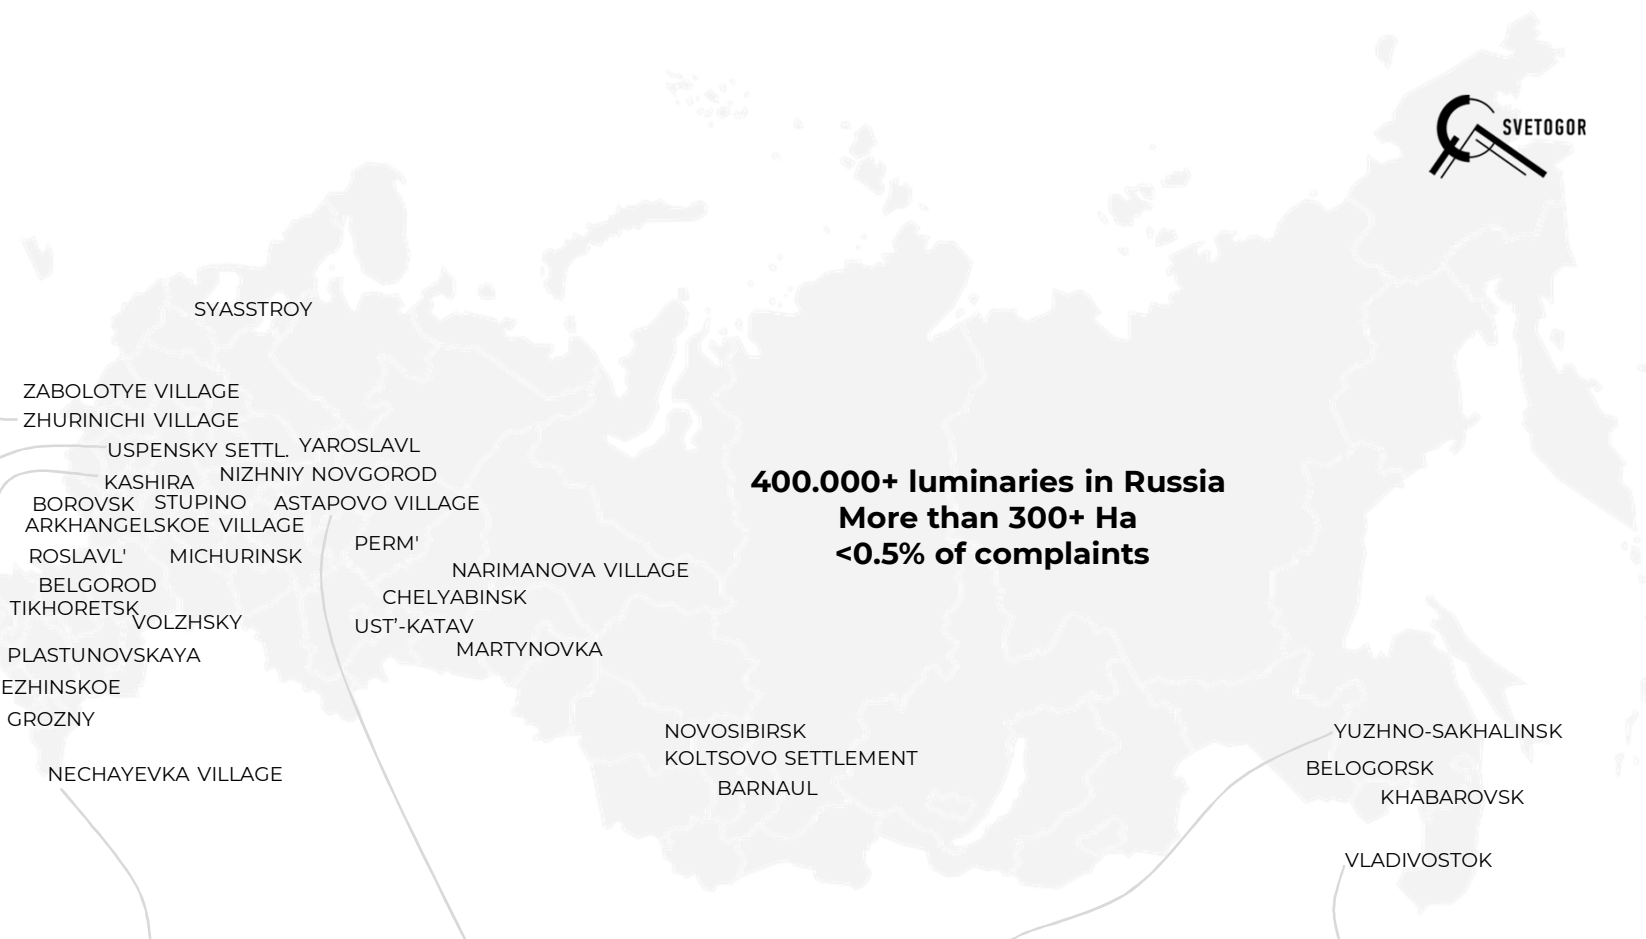 SVETOGOR
SYASSTROY
ZABOLOTYE VILLAGE
ZHURINICHI VILLAGE
USPENSKY SETTL.
YAROSLAVL
KASHIRA
NIZHNIY NOVGOROD
BOROVSK
STUPINO
ASTAPOVO VILLAGE
ARKHANGELSKOE VILLAGE
ROSLAVL'
MICHURINSK
PERM'
BELGOROD
NARIMANOVA VILLAGE
TIKHORETSK
CHELYABINSK
VOLZHSKY
UST’-KATAV
PLASTUNOVSKAYA
MARTYNOVKA
EZHINSKOE
GROZNY
NECHAYEVKA VILLAGE
400.000+ luminaries in Russia
More than 300+ Ha
<0.5% of complaints
NOVOSIBIRSK
KOLTSOVO SETTLEMENT
BARNAUL
YUZHNO-SAKHALINSK
BELOGORSK
KHABAROVSK
VLADIVOSTOK